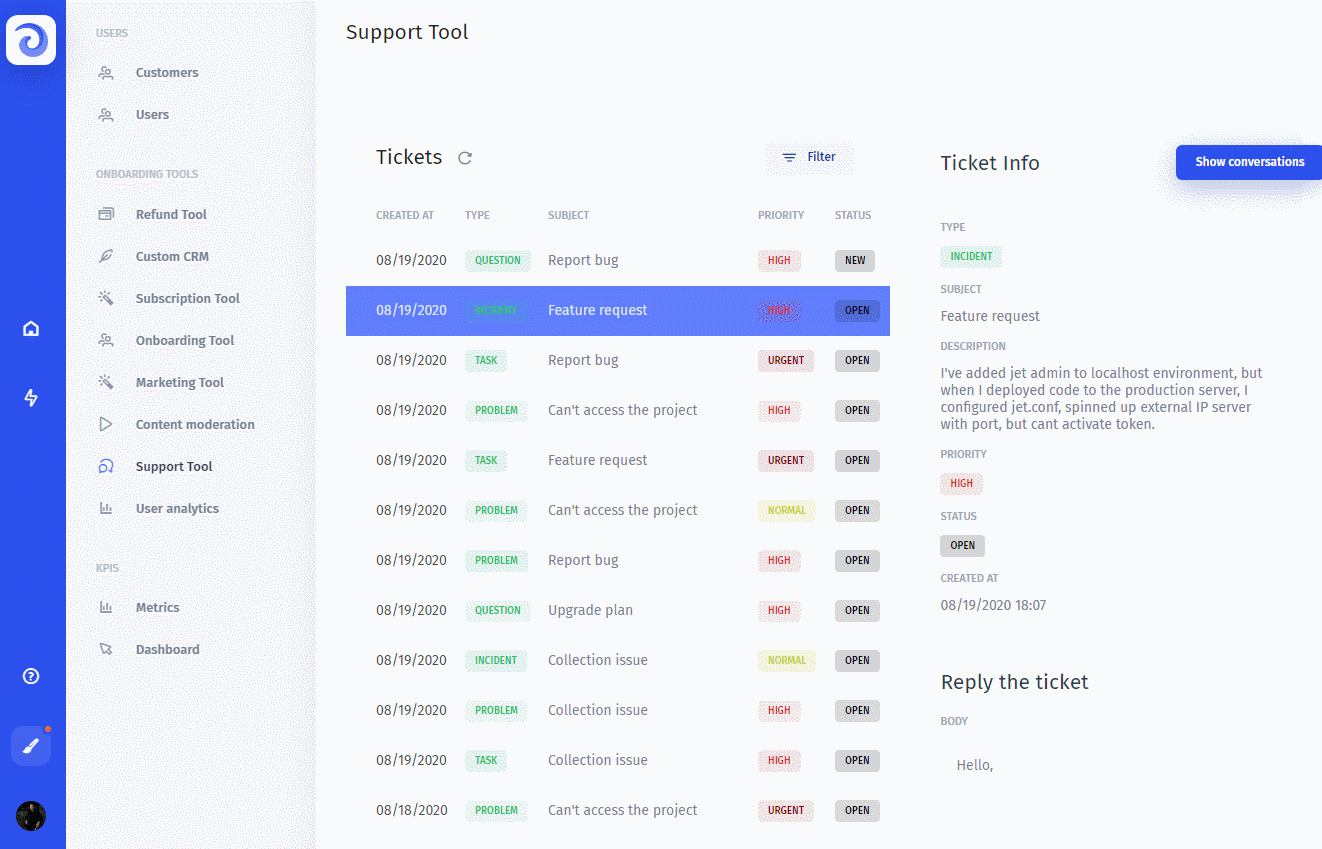 USERS
Customers
Users
ONBOARDING TOOLS
Refund Tool
Custom CRM
Subscription Tool
Onboarding Tool
Marketing Tool
Content moderation
Support Tool
User analytics
KPIS
Metrics
Dashboard
Support Tool
Tickets
Filter
CREATED AT TYPE SUBJECT PRIORITY STATUS
08/19/2020 QUESTION Report bug HIGH NEW
08/19/2020 INCIDENT Feature request HIGH OPEN
08/19/2020 TASK Report bug URGENT OPEN
08/19/2020 PROBLEM Can't access the project HIGH OPEN
08/19/2020 TASK Feature request URGENT OPEN
08/19/2020 PROBLEM Can't access the project NORMAL OPEN
08/19/2020 PROBLEM Report bug HIGH OPEN
08/19/2020 QUESTION Upgrade plan HIGH OPEN
08/19/2020 INCIDENT Collection issue NORMAL OPEN
08/19/2020 PROBLEM Collection issue HIGH OPEN
08/19/2020 TASK Collection issue HIGH OPEN
08/18/2020 PROBLEM Can't access the project URGENT OPEN
Ticket Info
Show conversations
TYPE
INCIDENT
SUBJECT
Feature request
DESCRIPTION
I've added jet admin to localhost environment, but
when I deployed code to the production server, I
configured jet.conf, spinned up external IP server
with port, but cant activate token.
PRIORITY
HIGH
STATUS
OPEN
CREATED AT
08/19/2020 18:07
Reply the ticket
BODY
Hello,